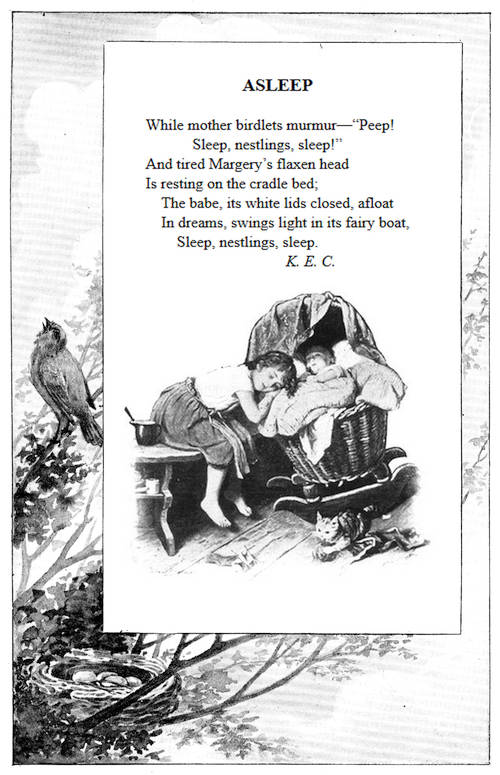 ASLEEP
While mother birdlets murmur—“Peep!
Sleep, nestlings, sleep!”
And tired Margery’s flaxen head
Is resting on the cradle bed;
The babe, its white lids closed, afloat
In dreams, swings light in its fairy boat,
Sleep, nestlings, sleep.
K. E. C.